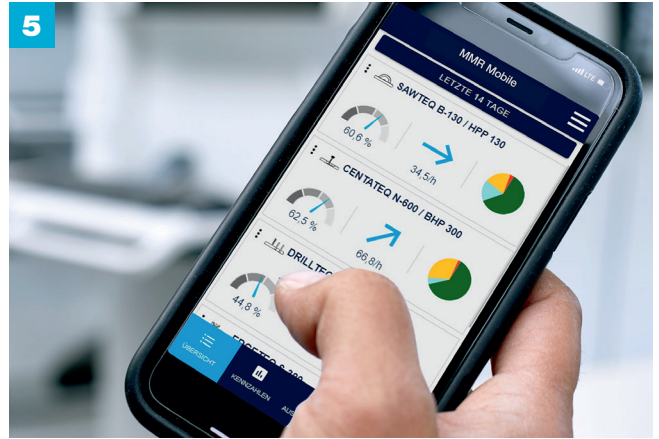 5
LTE
MMR Mobile
LETZTE 14 TAGE
SAWTEQ B-130 / HPP 130
60,6 %
34,5/h
CENTATEQ N-600 / BHP 300
62,5 %
66,8/h
44,8 %
ÜBERSICHT
KENNZAHLEN